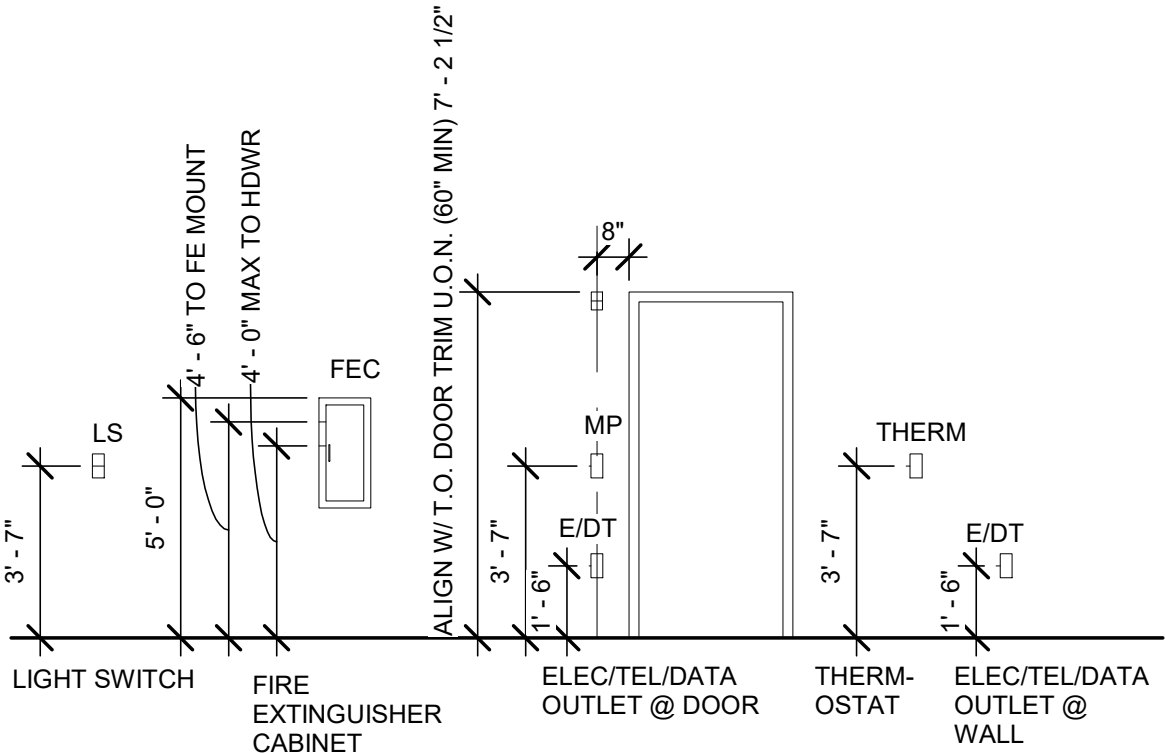 ALIGN W/ T.O. DOOR TRIM U.O.N. (60" MIN) 7' - 2 1/2"
4' - 6" TO FE MOUNT
4' - 0" MAX TO HDWR
8"
FEC
LS
MP
THERM
3' - 7"
5' - 0"
3' - 7"
E/DT
1' - 6"
3' - 7"
E/DT
1' - 6"
LIGHT SWITCH
FIRE
EXTINGUISHER
CABINET
ELEC/TEL/DATA
OUTLET @ DOOR
THERM-
OSTAT
ELEC/TEL/DATA
OUTLET @
WALL